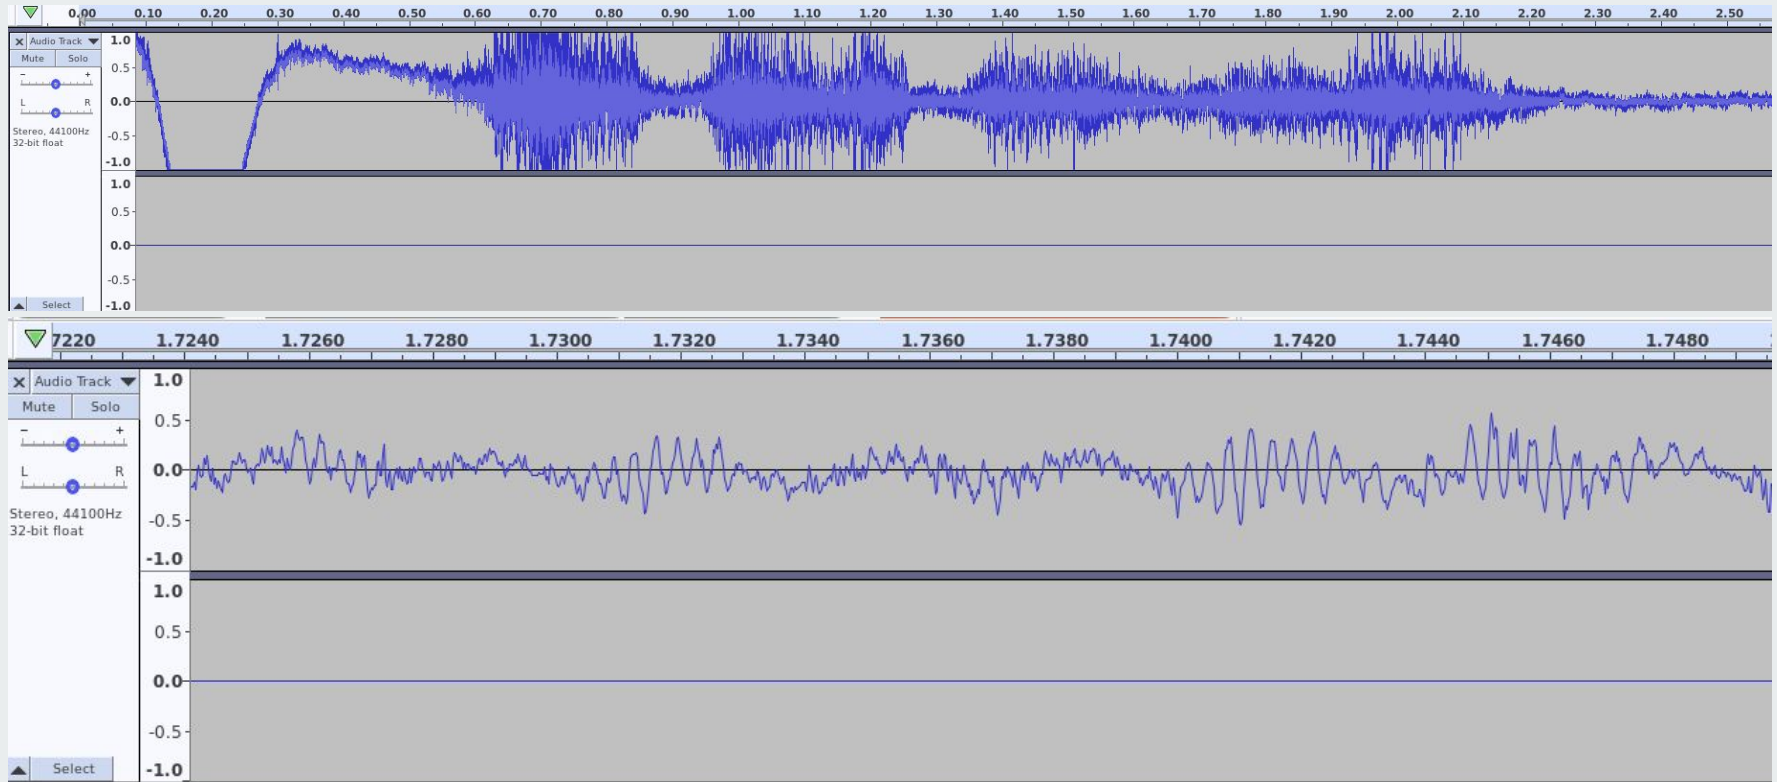 0.00 0.10 0.20 0.30 0.40 0.50 0.60 0.70 0.80 0.90 1.00 1.10 1.20 1.30 1.40 1.50 1.60 1.70 1.80 1.90 2.00 2.10 2.20 2.30 2.40 2.50
Audio Track
Mute Solo
- +
L R
Stereo, 44100Hz
32-bit float
Select
1.0
0.5
0.0
-0.5
-1.0
1.0
0.5
0.0
-0.5
-1.0
7220 1.7240 1.7260 1.7280 1.7300 1.7320 1.7340 1.7360 1.7380 1.7400 1.7420 1.7440 1.7460 1.7480
Audio Track
Mute Solo
- +
L R
Stereo, 44100Hz
32-bit float
Select
1.0
0.5
0.0
-0.5
-1.0
1.0
0.5
0.0
-0.5
-1.0